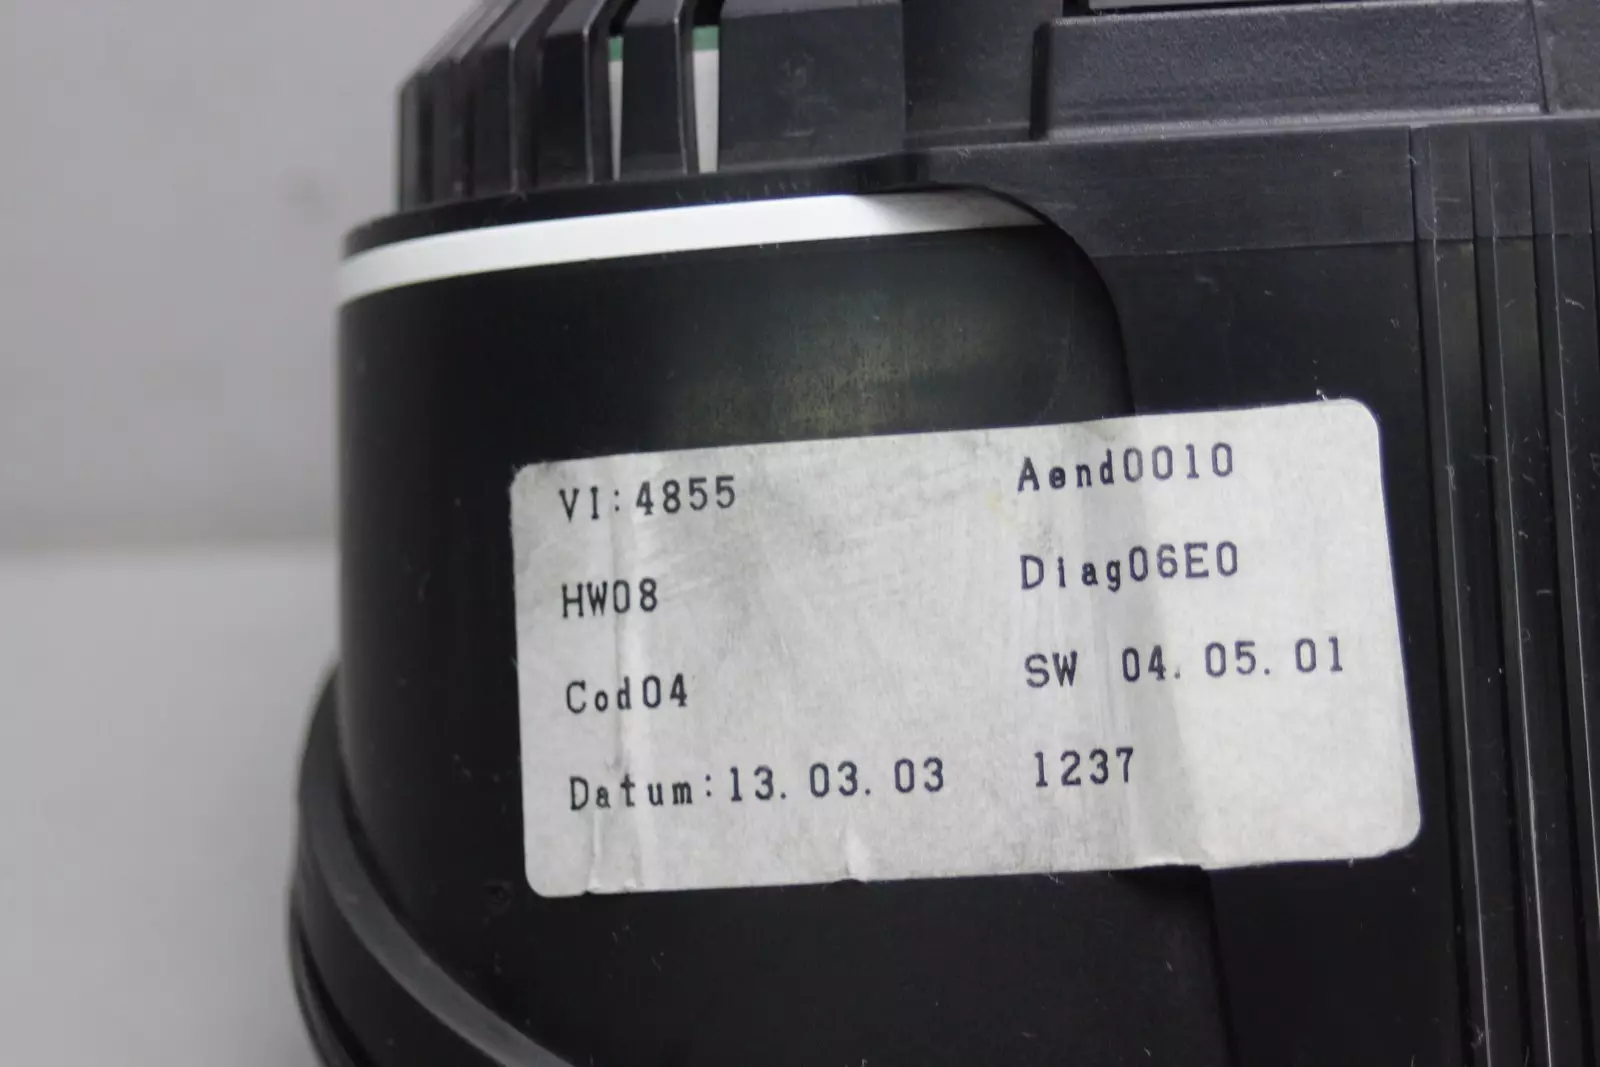 VI:4855 Aend0010
HW08 Diag06E0
Cod04 SW 04.05.01
Datum:13.03.03 1237